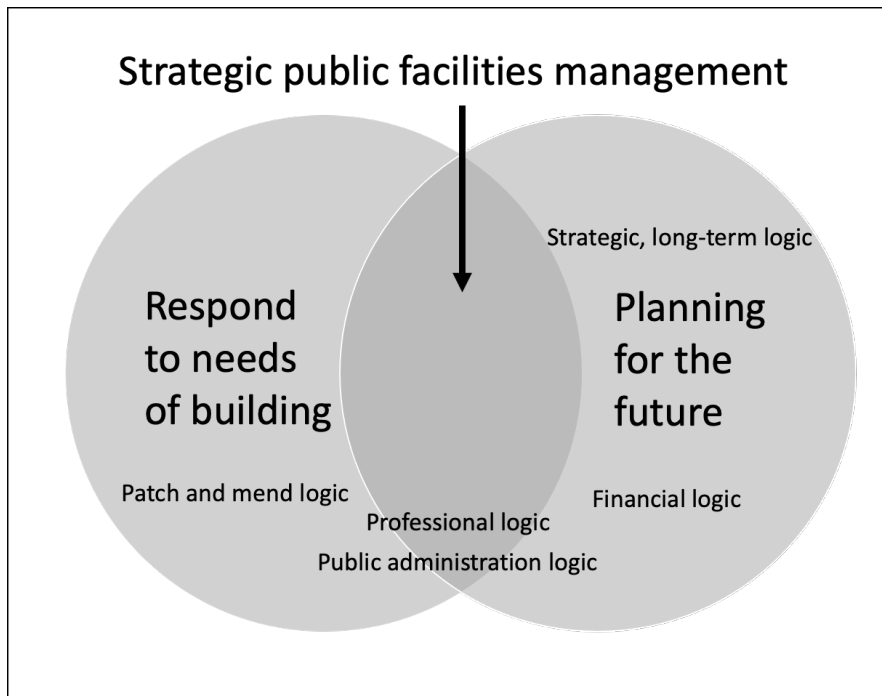 Strategic public facilities management
Strategic, long-term logic
Respond
to needs
of building
Planning
for the
future
Patch and mend logic
Financial logic
Professional logic
Public administration logic